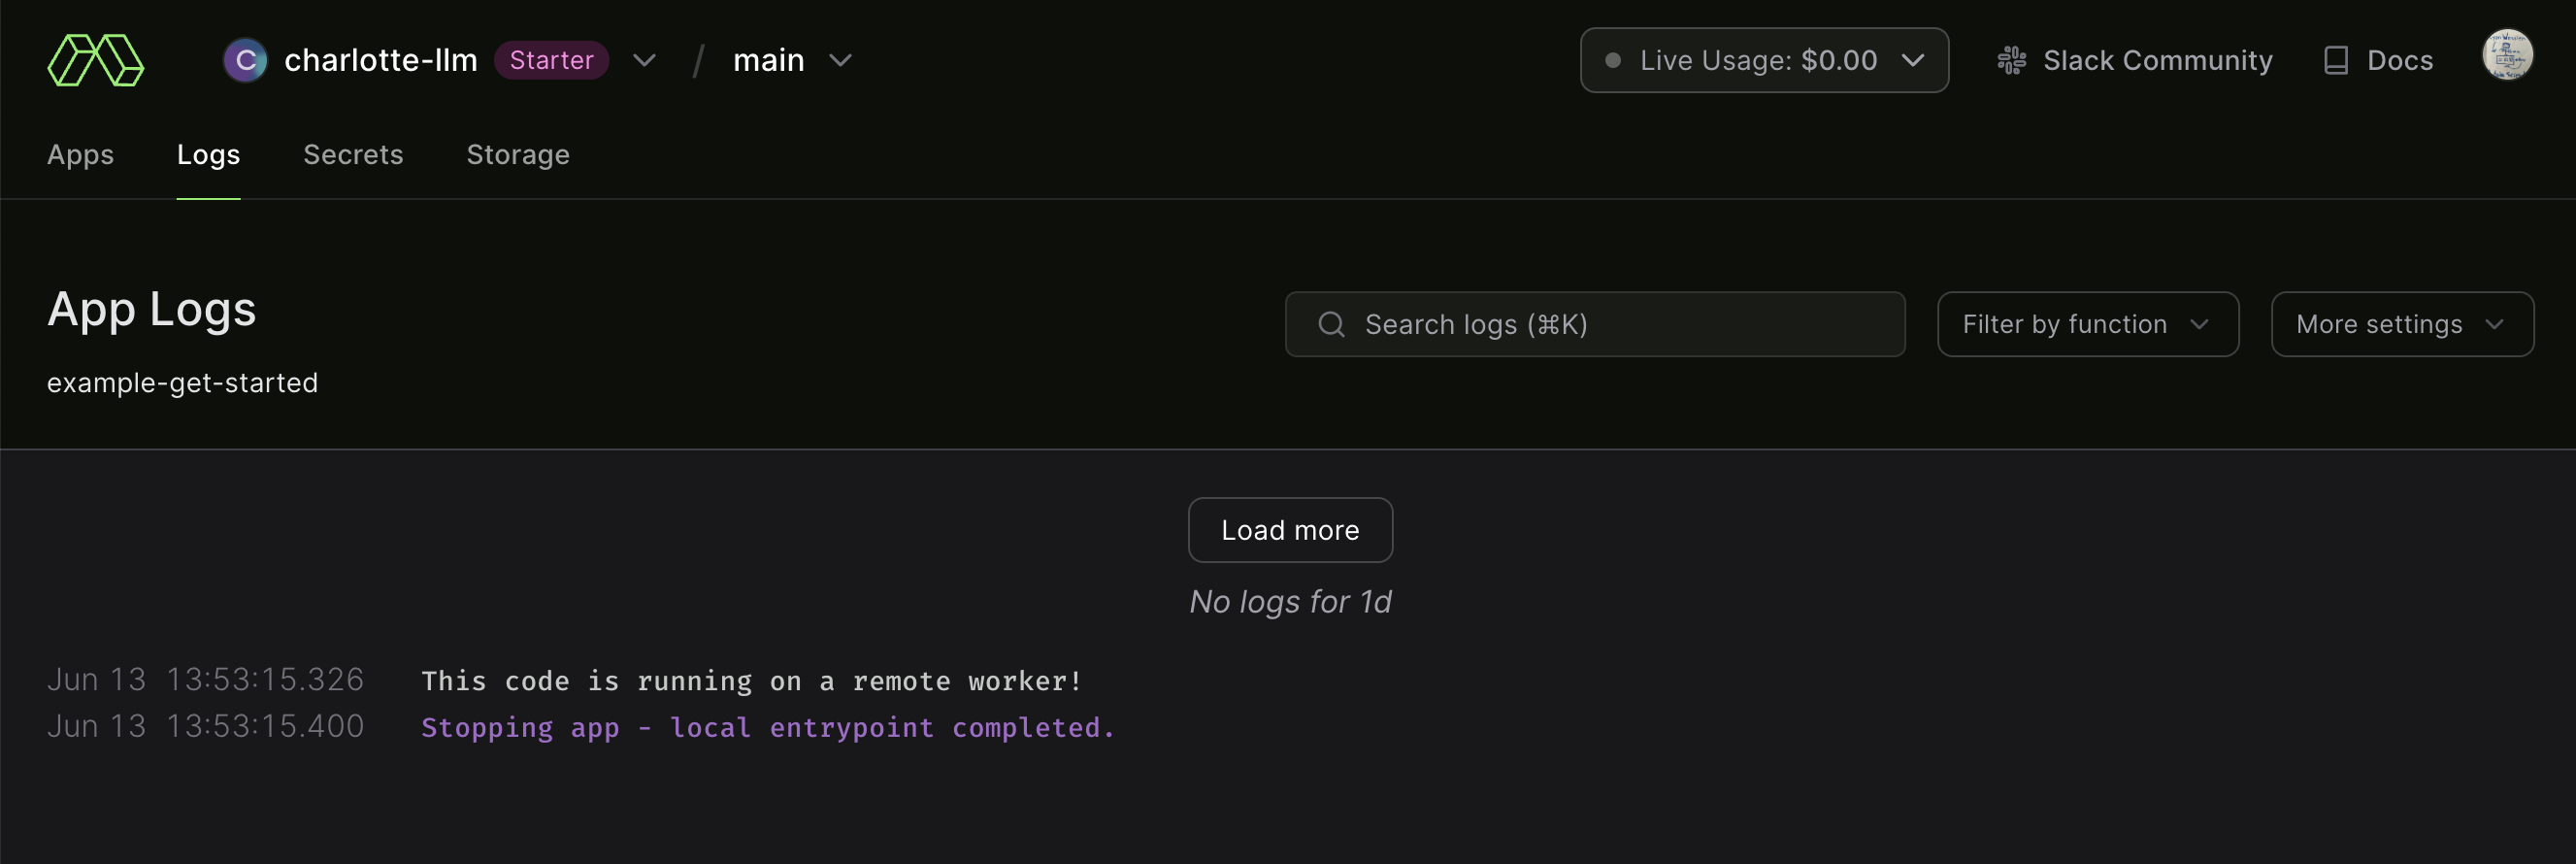 C charlotte-llm Starter / main Live Usage: $0.00 Slack Community Docs
Apps Logs Secrets Storage
App Logs
Search logs (⌘K) Filter by function More settings
example-get-started
Load more
No logs for 1d
Jun 13 13:53:15.326 This code is running on a remote worker!
Jun 13 13:53:15.400 Stopping app - local entrypoint completed.